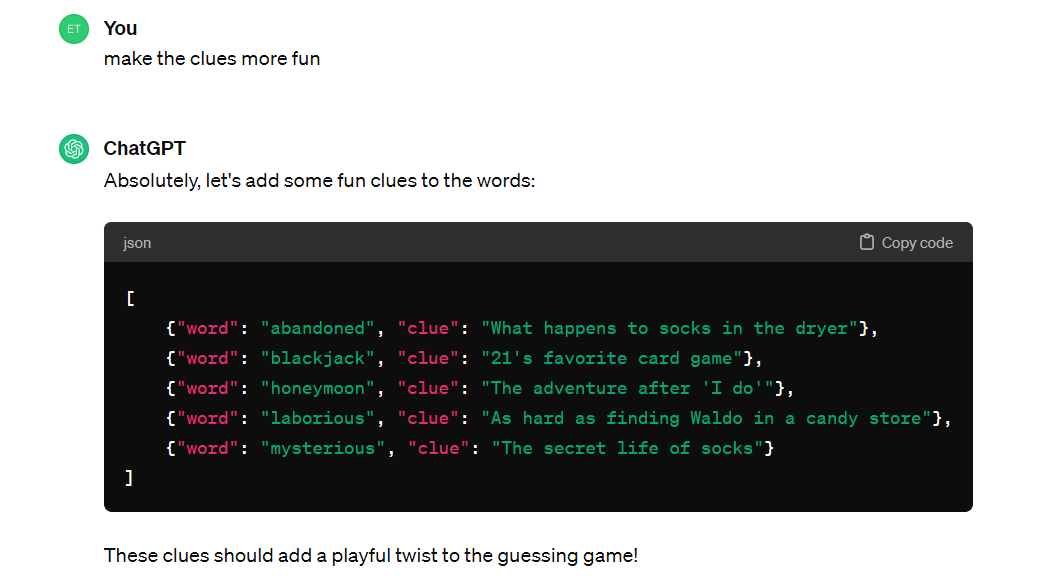 ET
You
make the clues more fun
ChatGPT
Absolutely, let's add some fun clues to the words:
json
Copy code
[
{"word": "abandoned", "clue": "What happens to socks in the dryer"},
{"word": "blackjack", "clue": "21's favorite card game"},
{"word": "honeymoon", "clue": "The adventure after 'I do'"},
{"word": "laborious", "clue": "As hard as finding Waldo in a candy store"},
{"word": "mysterious", "clue": "The secret life of socks"}
]
These clues should add a playful twist to the guessing game!